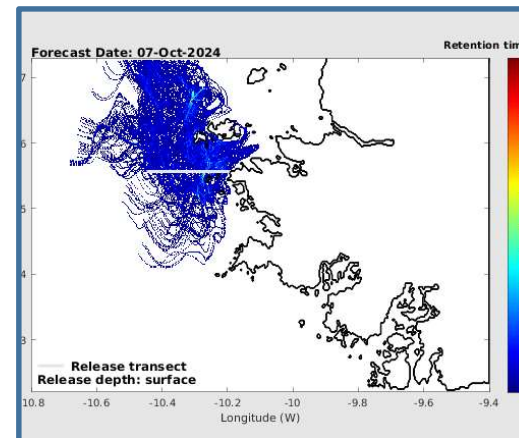 Forecast Date: 07-Oct-2024
Retention tim
Release transect
Release depth: surface
10.8 -10.6 -10.4 -10.2 -10 -9.8 -9.6 -9.4
Longitude (W)